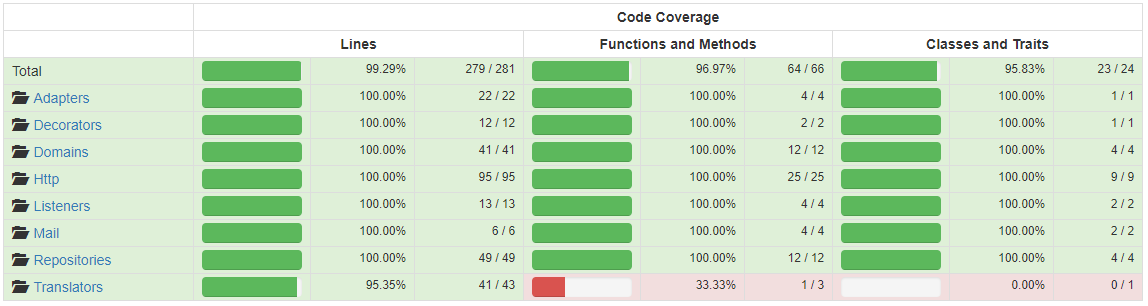 Code Coverage
Lines Functions and Methods Classes and Traits
Total 99.29% 279 / 281 96.97% 64 / 66 95.83% 23 / 24
Adapters 100.00% 22 / 22 100.00% 4 / 4 100.00% 1 / 1
Decorators 100.00% 12 / 12 100.00% 2 / 2 100.00% 1 / 1
Domains 100.00% 41 / 41 100.00% 12 / 12 100.00% 4 / 4
Http 100.00% 95 / 95 100.00% 25 / 25 100.00% 9 / 9
Listeners 100.00% 13 / 13 100.00% 4 / 4 100.00% 2 / 2
Mail 100.00% 6 / 6 100.00% 4 / 4 100.00% 2 / 2
Repositories 100.00% 49 / 49 100.00% 12 / 12 100.00% 4 / 4
Translators 95.35% 41 / 43 33.33% 1 / 3 0.00% 0 / 1